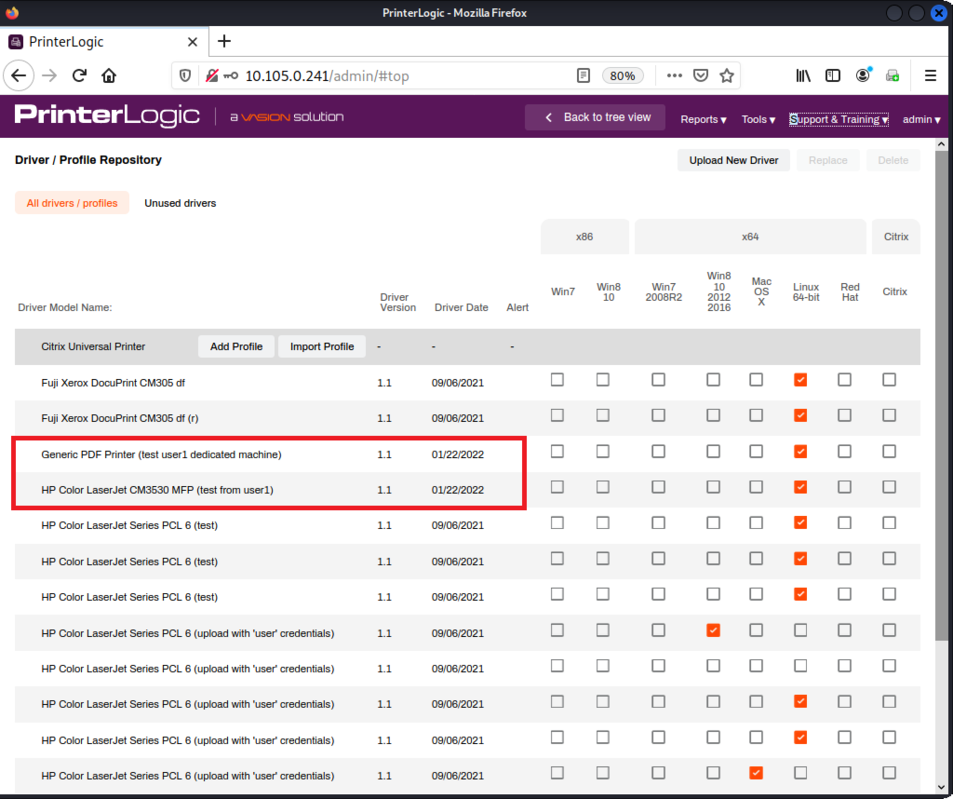 PrinterLogic - Mozilla Firefox
PrinterLogic
10.105.0.241/admin/#top 80%
PrinterLogic a VASION solution Back to tree view Reports Tools Support & Training admin
Driver / Profile Repository Upload New Driver Replace Delete
All drivers / profiles Unused drivers
x86 x64 Citrix
Driver Model Name: Driver Version Driver Date Alert Win7 Win8 10 Win7 2008R2 Win8 10 2012 2016 Mac OS X Linux 64-bit Red Hat Citrix
Citrix Universal Printer Add Profile Import Profile - - -
Fuji Xerox DocuPrint CM305 df 1.1 09/06/2021
Fuji Xerox DocuPrint CM305 df (r) 1.1 09/06/2021
Generic PDF Printer (test user1 dedicated machine) 1.1 01/22/2022
HP Color LaserJet CM3530 MFP (test from user1) 1.1 01/22/2022
HP Color LaserJet Series PCL 6 (test) 1.1 09/06/2021
HP Color LaserJet Series PCL 6 (test) 1.1 09/06/2021
HP Color LaserJet Series PCL 6 (test) 1.1 09/06/2021
HP Color LaserJet Series PCL 6 (upload with 'user' credentials) 1.1 09/06/2021
HP Color LaserJet Series PCL 6 (upload with 'user' credentials) 1.1 09/06/2021
HP Color LaserJet Series PCL 6 (upload with 'user' credentials) 1.1 09/06/2021
HP Color LaserJet Series PCL 6 (upload with 'user' credentials) 1.1 09/06/2021
HP Color LaserJet Series PCL 6 (upload with 'user' credentials) 1.1 09/06/2021